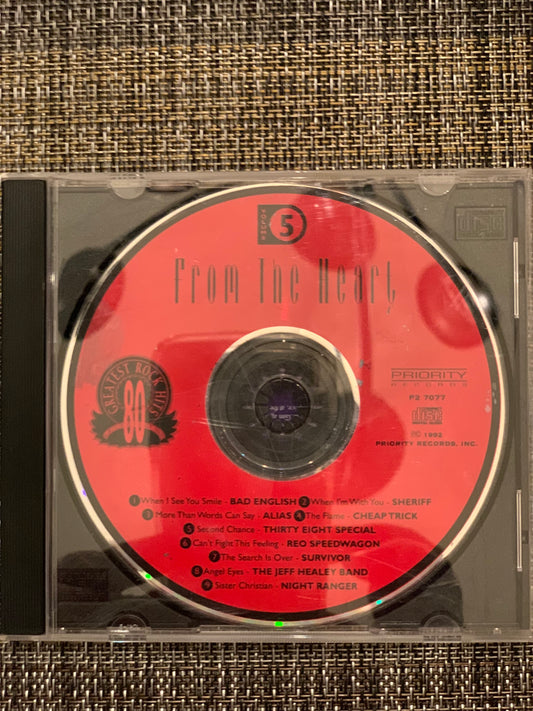 5
From The Heart
GREATEST ROCK HITS
80
PRIORITY
RECORDS
P2 7077
© 1992
PRIORITY RECORDS, INC.
1 When I See You Smile - BAD ENGLISH 2 When I'm With You - SHERIFF
3 More Than Words Can Say - ALIAS 4 The Flame - CHEAP TRICK
5 Second Chance - THIRTY EIGHT SPECIAL
6 Can't Fight This Feeling - REO SPEEDWAGON
7 The Search Is Over - SURVIVOR
8 Angel Eyes - THE JEFF HEALEY BAND
9 Sister Christian - NIGHT RANGER